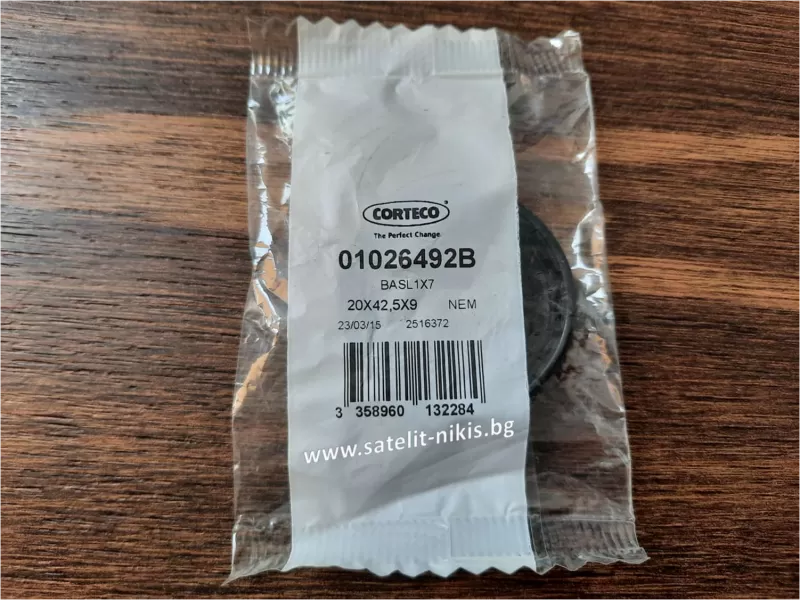 CORTECO
The Perfect Change
01026492B
BASL1X7
20X42,5X9 NEM
23/03/15 2516372
3 358960 132284
www.satelit-nikis.bg